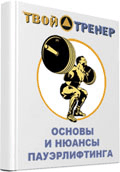 ТВОЙ ТРЕНЕР
ОСНОВЫ
И НЮАНСЫ
ПАУЭРЛИФТИНГА